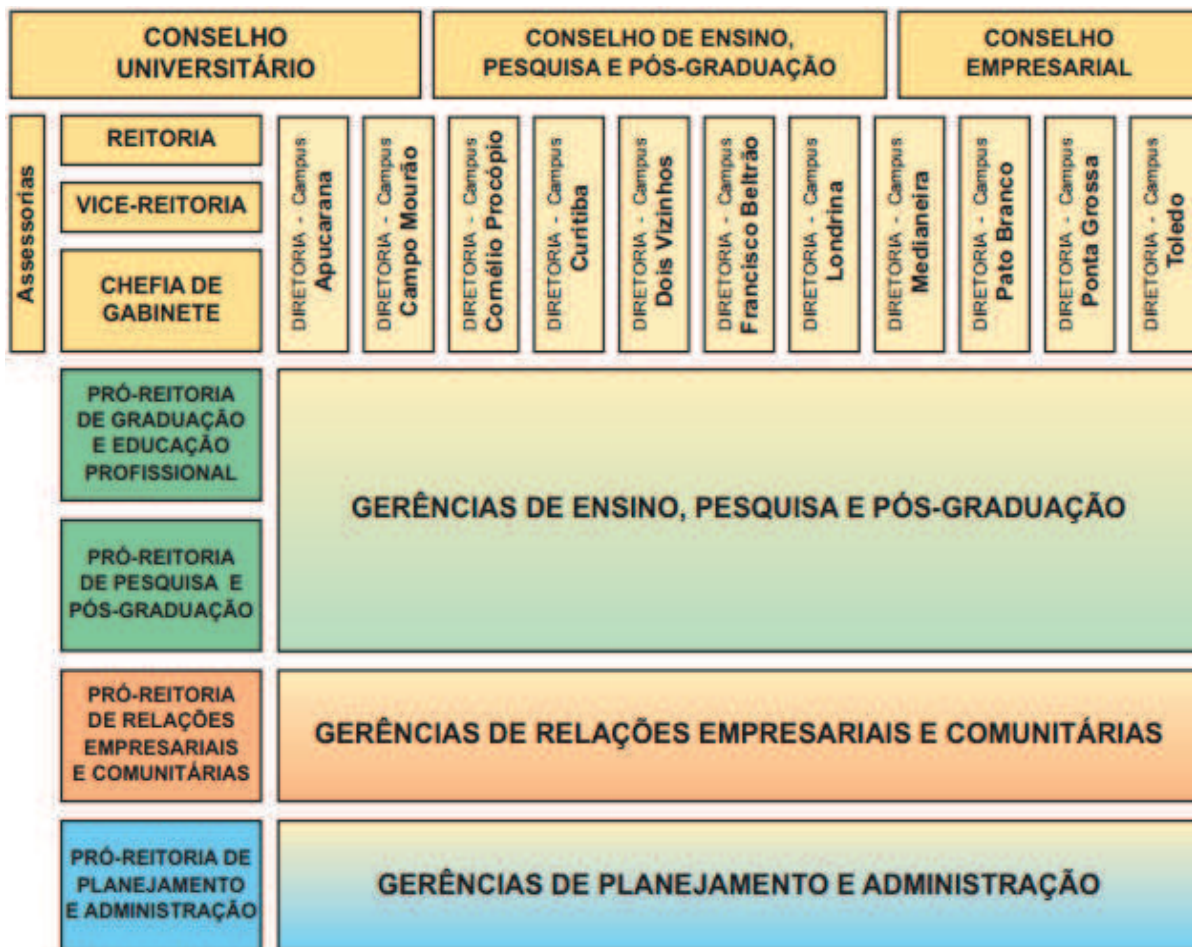 CONSELHO
UNIVERSITÁRIO
CONSELHO DE ENSINO,
PESQUISA E PÓS-GRADUAÇÃO
CONSELHO
EMPRESARIAL
Assessorias
REITORIA
VICE-REITORIA
CHEFIA DE
GABINETE
DIRETORIA - Campus
Apucarana
DIRETORIA - Campus
Campo Mourão
DIRETORIA - Campus
Cornélio Procópio
DIRETORIA - Campus
Curitiba
DIRETORIA - Campus
Dois Vizinhos
DIRETORIA - Campus
Francisco Beltrão
DIRETORIA - Campus
Londrina
DIRETORIA - Campus
Medianeira
DIRETORIA - Campus
Pato Branco
DIRETORIA - Campus
Ponta Grossa
DIRETORIA - Campus
Toledo
PRÓ-REITORIA
DE GRADUAÇÃO
E EDUCAÇÃO
PROFISSIONAL
PRÓ-REITORIA
DE PESQUISA E
PÓS-GRADUAÇÃO
GERÊNCIAS DE ENSINO, PESQUISA E PÓS-GRADUAÇÃO
PRÓ-REITORIA
DE RELAÇÕES
EMPRESARIAIS
E COMUNITÁRIAS
GERÊNCIAS DE RELAÇÕES EMPRESARIAIS E COMUNITÁRIAS
PRÓ-REITORIA DE
PLANEJAMENTO
E ADMINISTRAÇÃO
GERÊNCIAS DE PLANEJAMENTO E ADMINISTRAÇÃO